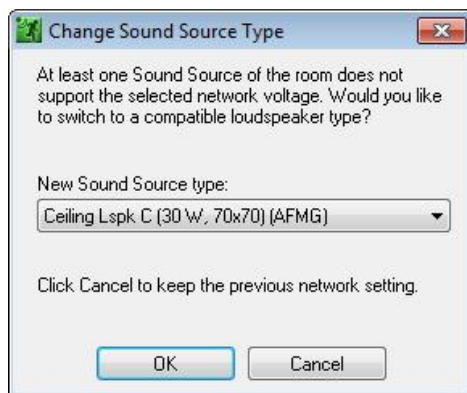 Change Sound Source Type
At least one Sound Source of the room does not
support the selected network voltage. Would you like
to switch to a compatible loudspeaker type?
New Sound Source type:
Ceiling Lspk C (30 W, 70x70) (AFMG)
Click Cancel to keep the previous network setting.
OK
Cancel